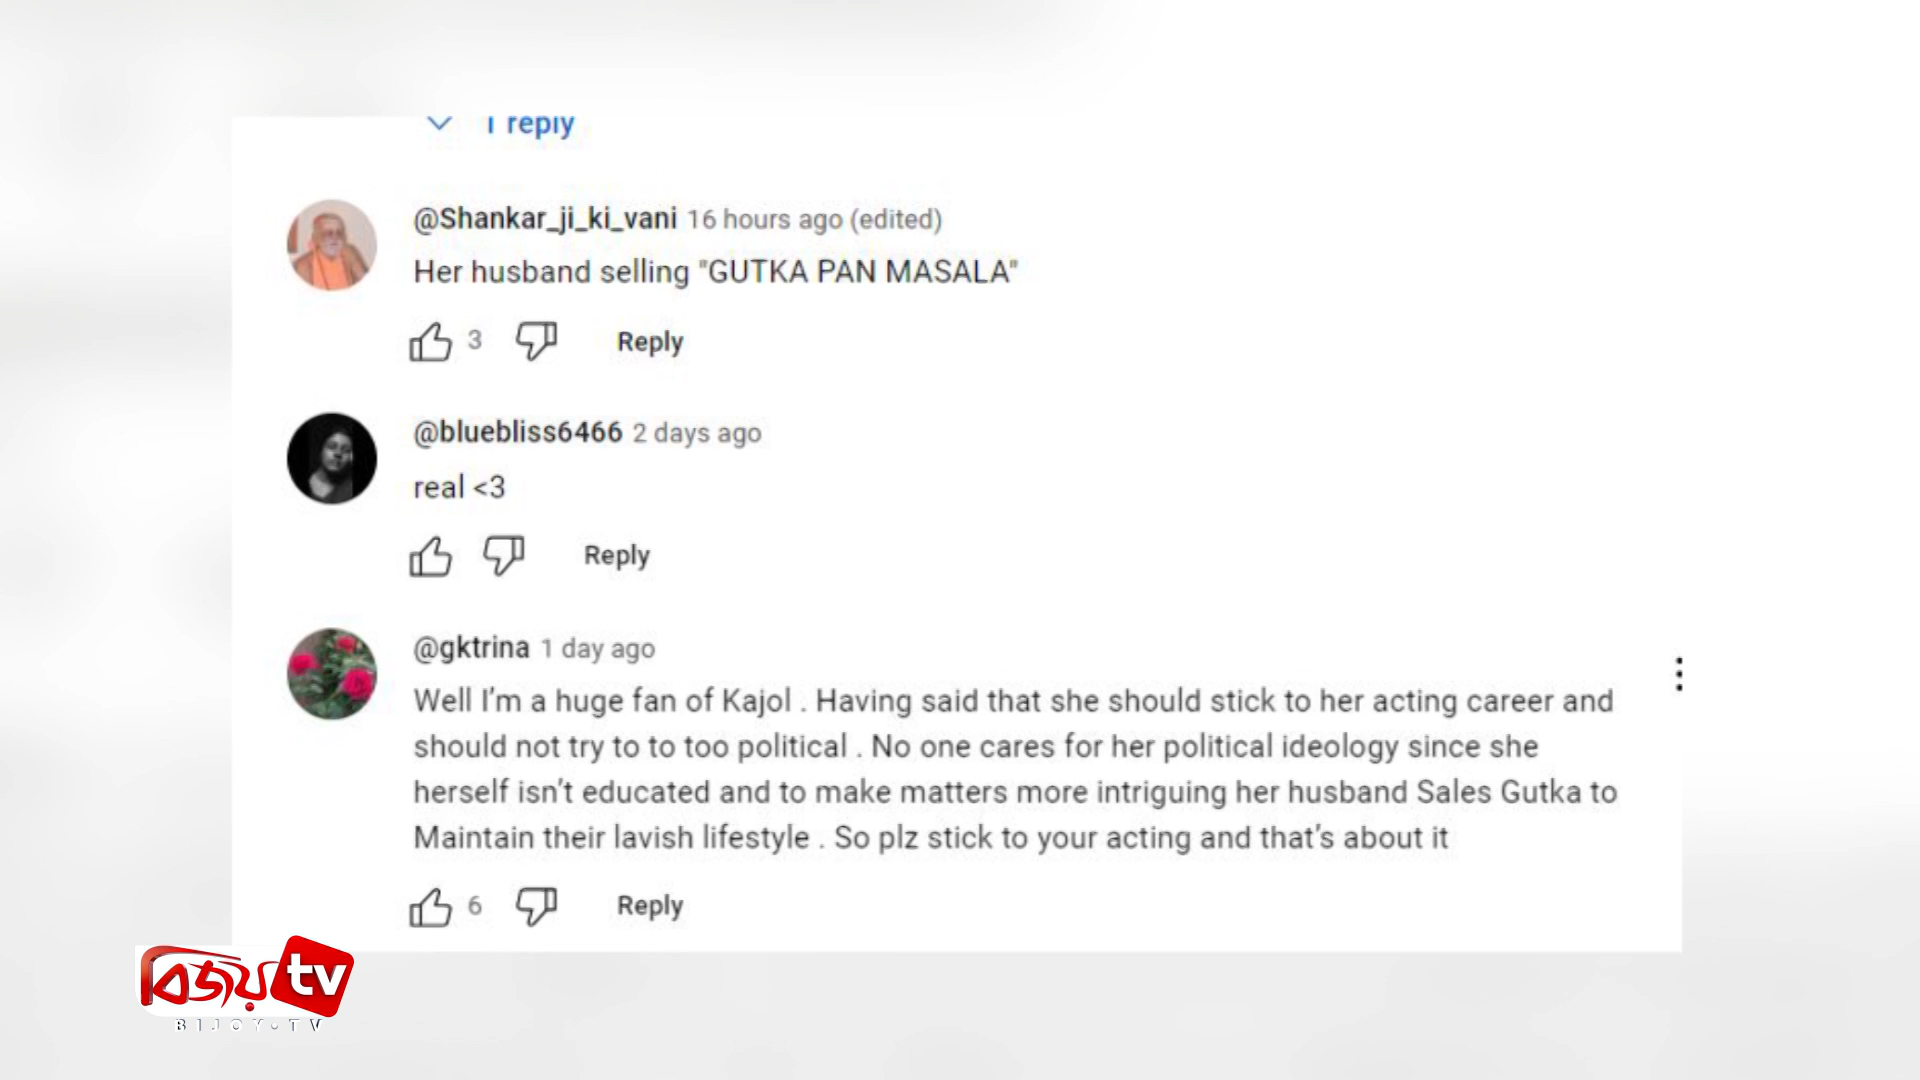 1 reply
@Shankar_ji_ki_vani 16 hours ago (edited)
Her husband selling "GUTKA PAN MASALA"
3 Reply
@bluebliss6466 2 days ago
real <3
Reply
@gktrina 1 day ago
Well I'm a huge fan of Kajol . Having said that she should stick to her acting career and
should not try to to too political . No one cares for her political ideology since she
herself isn't educated and to make matters more intriguing her husband Sales Gutka to
Maintain their lavish lifestyle . So plz stick to your acting and that's about it
6 Reply
বিজয় tv
BIJOY TV